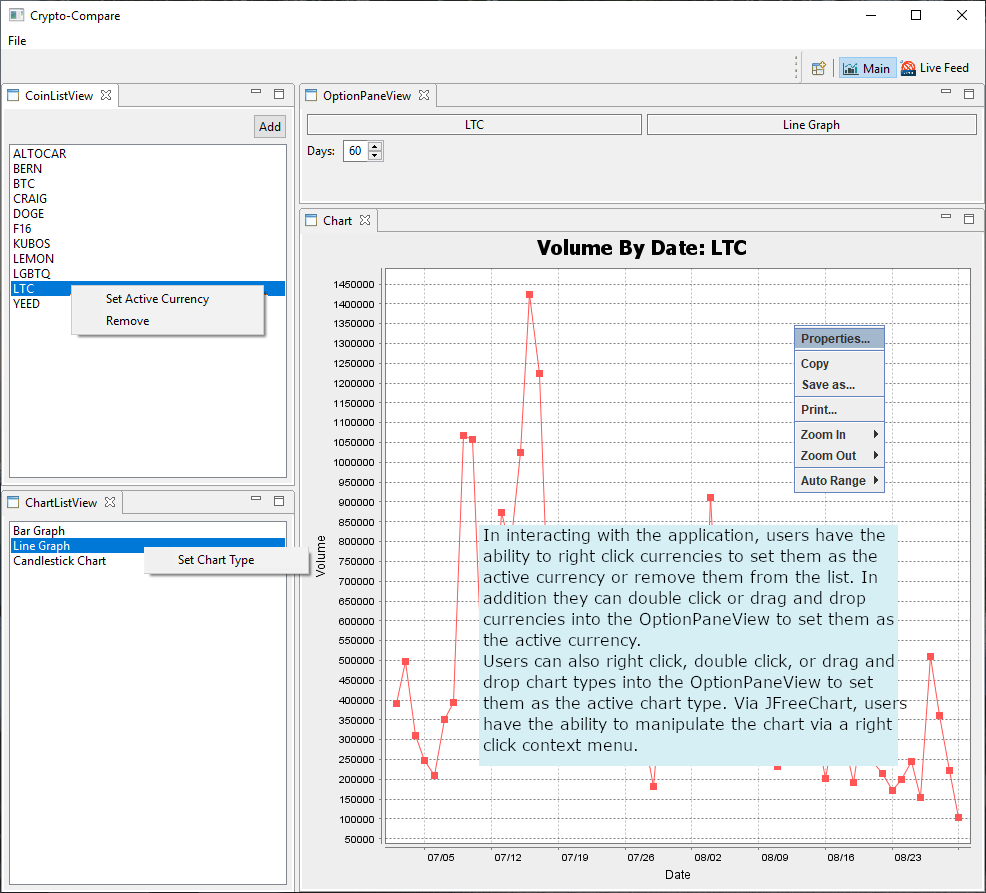 Crypto-Compare
File
Main
Live Feed
CoinListView
Add
ALTOCAR
BERN
BTC
CRAIG
DOGE
F16
KUBOS
LEMON
LGBTQ
LTC
YEED
Set Active Currency
Remove
ChartListView
Bar Graph
Line Graph
Candlestick Chart
Set Chart Type
OptionPaneView
LTC
Line Graph
Days: 60
Chart
Volume By Date: LTC
1450000
1400000
1350000
1300000
1250000
1200000
1150000
1100000
1050000
1000000
950000
900000
850000
800000
750000
700000
650000
600000
550000
500000
450000
400000
350000
300000
250000
200000
150000
100000
50000
Volume
Properties...
Copy
Save as...
Print...
Zoom In
Zoom Out
Auto Range
In interacting with the application, users have the
ability to right click currencies to set them as the
active currency or remove them from the list. In
addition they can double click or drag and drop
currencies into the OptionPaneView to set them as
the active currency.
Users can also right click, double click, or drag and
drop chart types into the OptionPaneView to set
them as the active chart type. Via JFreeChart, users
have the ability to manipulate the chart via a right
click context menu.
07/05 07/12 07/19 07/26 08/02 08/09 08/16 08/23
Date